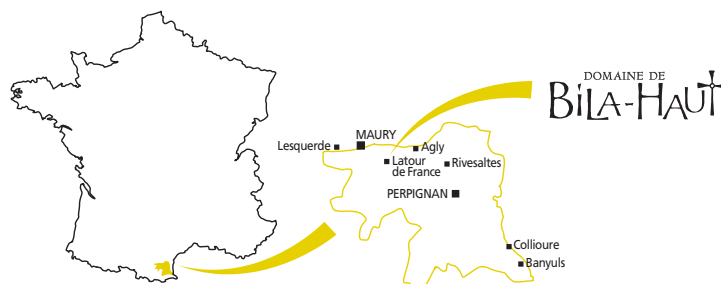 DOMAINE DE
BiLA-HAUT
MAURY
Lesquerde
Agly
Latour
de France
Rivesaltes
PERPIGNAN
Collioure
Banyuls